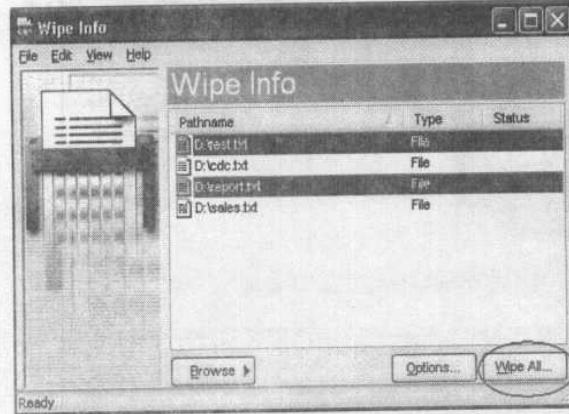 Wipe Info
File Edit View Help
Wipe Info
Pathname / Type Status
D:\test.txt File
D:\cdc.txt File
D:\report.txt File
D:\sales.txt File
Browse Options... Wipe All...
Ready